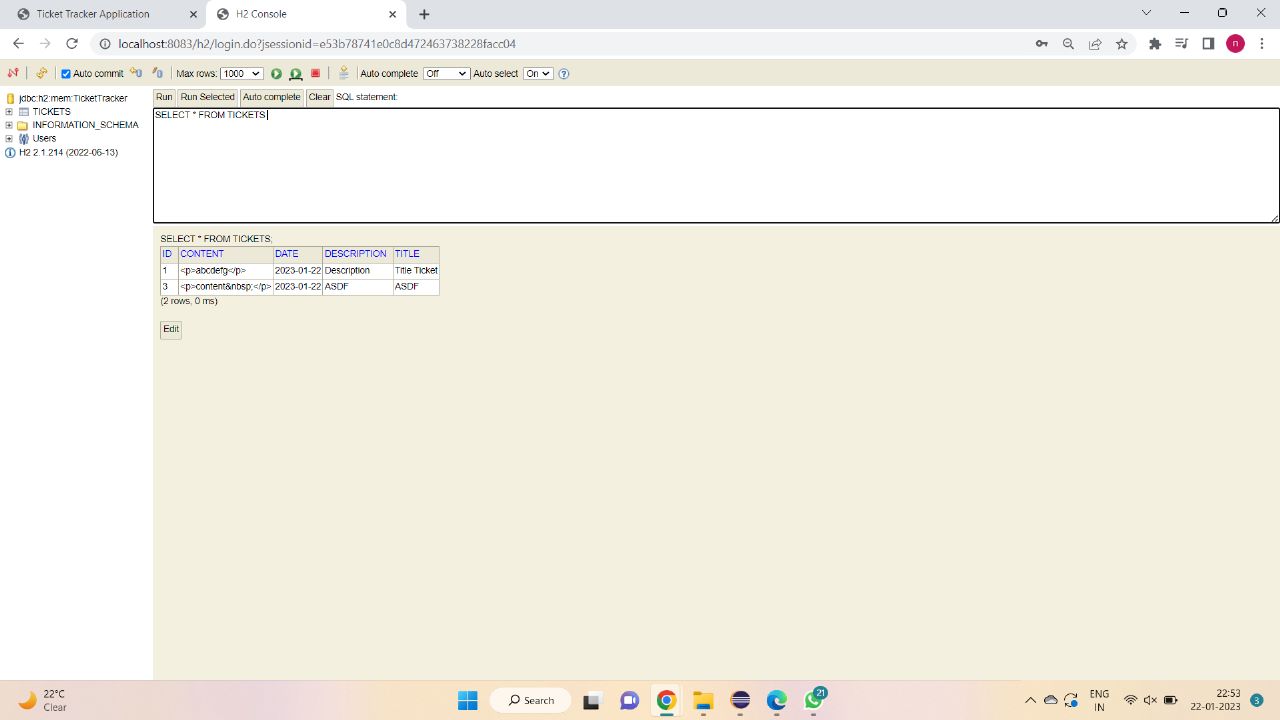 Ticket Tracker Application
H2 Console
localhost:8083/h2/login.do?jsessionid=e53b78741e0c8d472463738228facc04
n
Auto commit
Max rows: 1000
Auto complete Off
Auto select On
jdbc:h2:mem:TicketTracker
TICKETS
INFORMATION_SCHEMA
Users
H2 2.1.214 (2022-06-13)
Run
Run Selected
Auto complete
Clear
SQL statement:
SELECT * FROM TICKETS
SELECT * FROM TICKETS;
ID CONTENT DATE DESCRIPTION TITLE
1 <p>abcdefg</p> 2023-01-22 Description Title Ticket
3 <p>content&nbsp;</p> 2023-01-22 ASDF ASDF
(2 rows, 0 ms)
Edit
22°C
Clear
Search
21
ENG
IN
22:53
22-01-2023
3